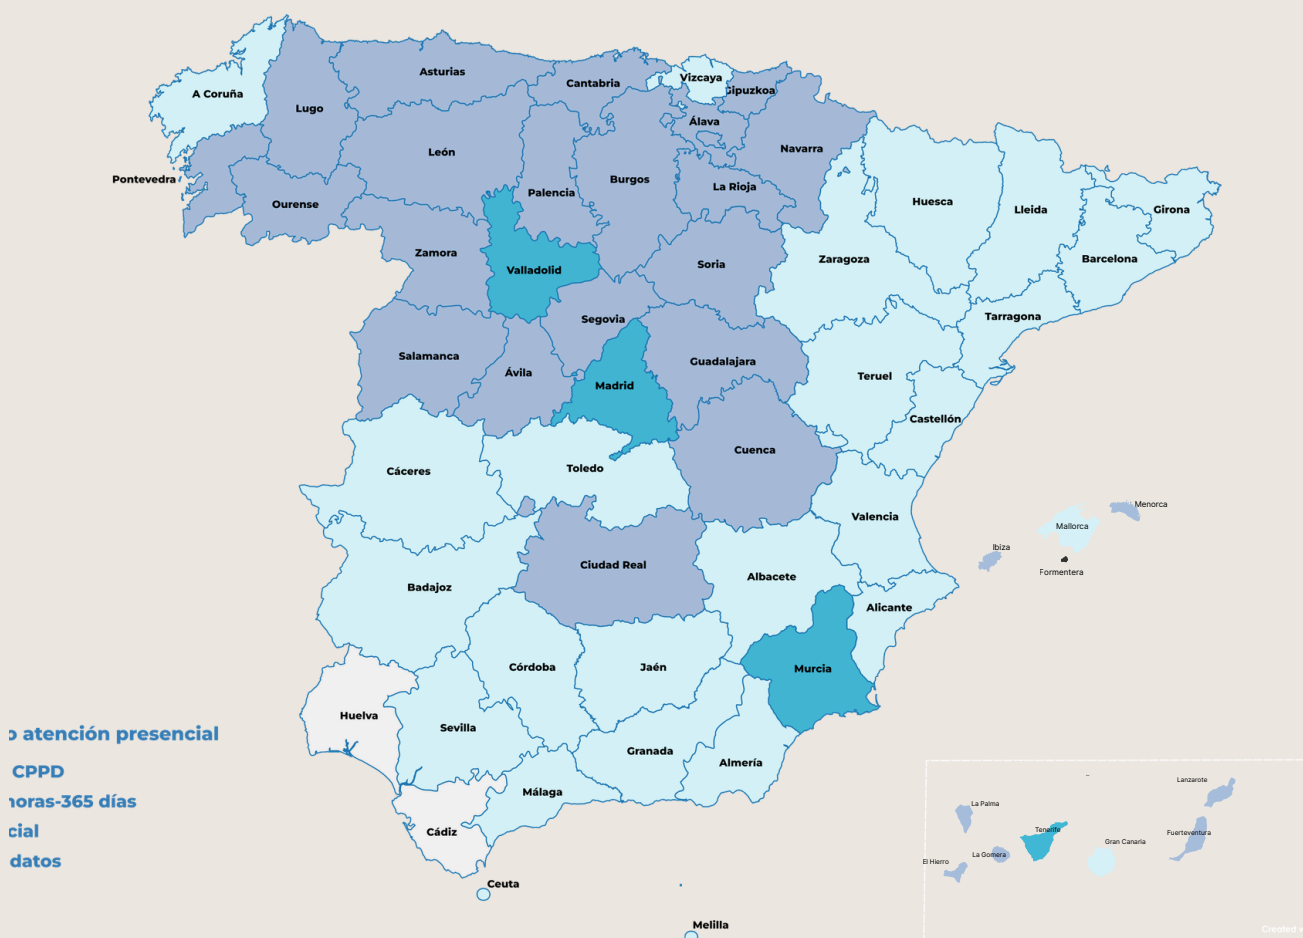 Vizcaya
Asturias
Cantabria
Gipuzkoa
A Coruña
Lugo
Álava
León
Navarra
Pontevedra
Burgos
La Rioja
Palencia
Ourense
Huesca
Lleida
Girona
Zamora
Valladolid
Soria
Zaragoza
Barcelona
Segovia
Tarragona
Salamanca
Ávila
Guadalajara
Madrid
Teruel
Castellón
Cuenca
Cáceres
Toledo
Menorca
Valencia
Mallorca
Ibiza
Ciudad Real
Formentera
Albacete
Badajoz
Alicante
Córdoba
Jaén
Murcia
Huelva
Sevilla
o atención presencial
Granada
Almería
CPPD
Lanzarote
Málaga
horas-365 días
La Palma
cial
Cádiz
Tenerife
Fuerteventura
Gran Canaria
La Gomera
datos
El Hierro
Ceuta
Melilla
Created